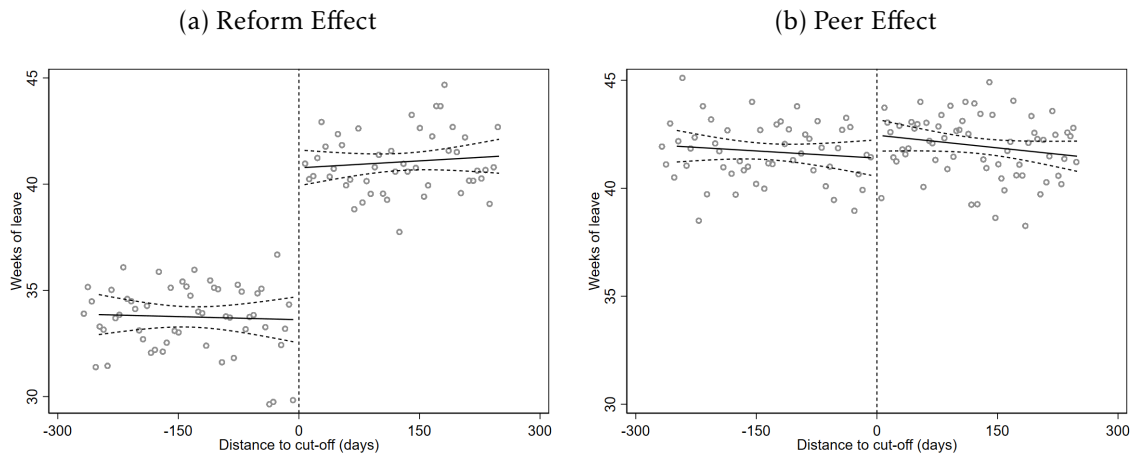 (a) Reform Effect
45
40
35
30
Weeks of leave
-300 -150 0 150 300
Distance to cut-off (days)
(b) Peer Effect
45
40
35
30
Weeks of leave
-300 -150 0 150 300
Distance to cut-off (days)